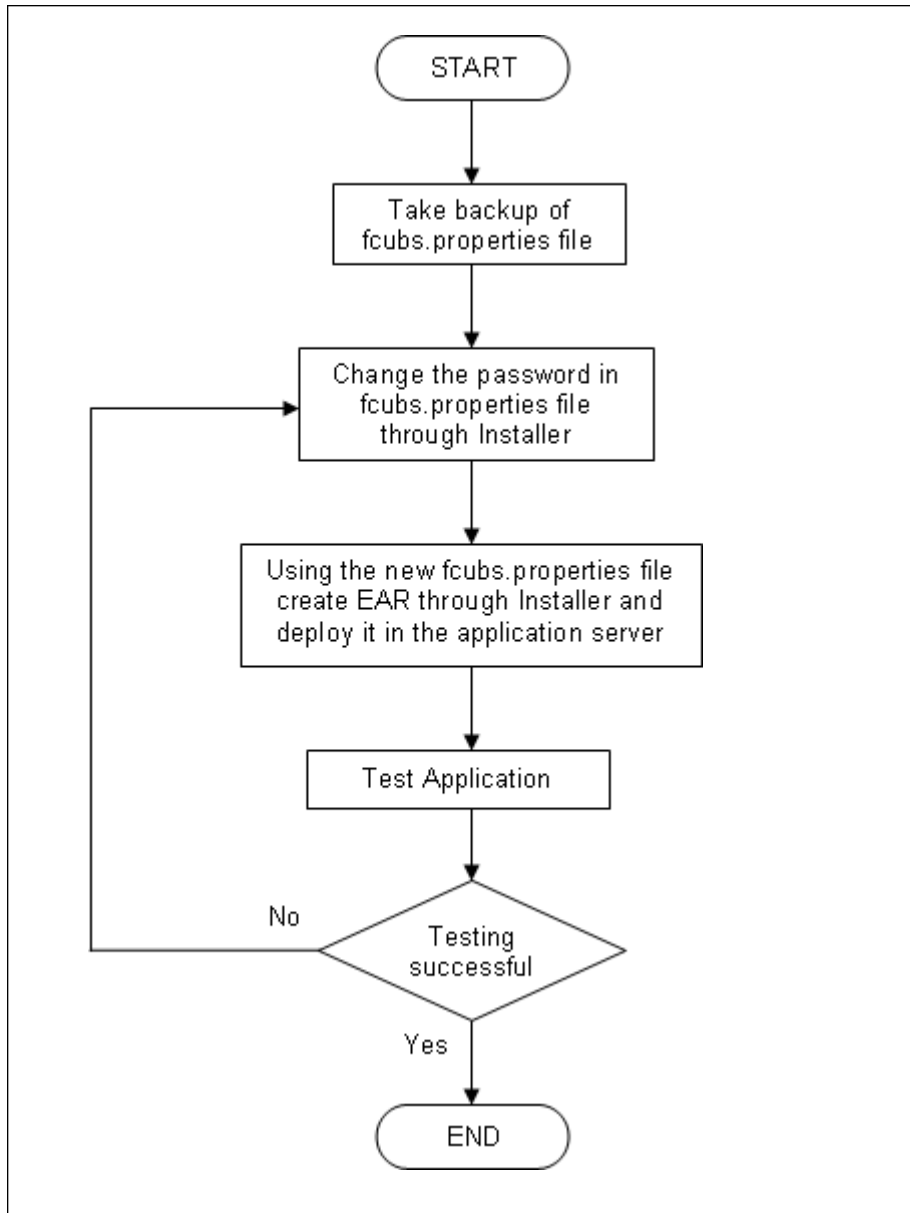 START
Take backup of
fcubs.properties file
Change the password in
fcubs.properties file
through Installer
Using the new fcubs.properties file
create EAR through Installer and
deploy it in the application server
Test Application
No
Testing
successful
Yes
END